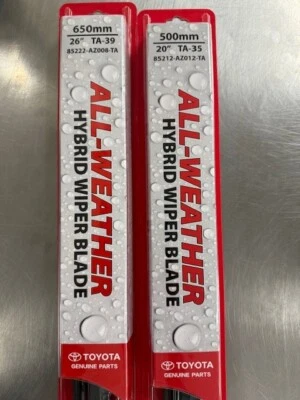 650mm
26" TA-39
85222-AZ008-TA
ALL-WEATHER
HYBRID WIPER BLADE
TOYOTA
GENUINE PARTS
500mm
20" TA-35
85212-AZ012-TA
ALL-WEATHER
HYBRID WIPER BLADE
TOYOTA
GENUINE PARTS